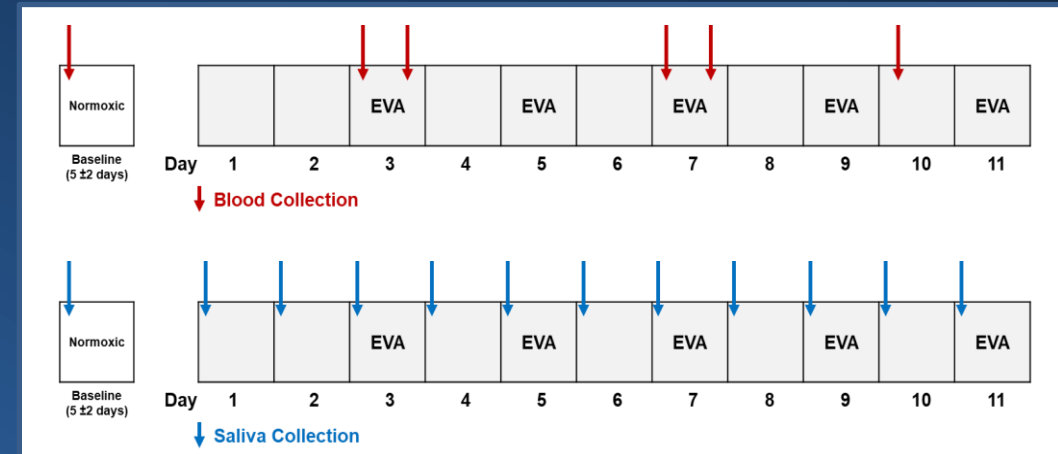 Normoxic EVA EVA EVA EVA EVA
Baseline
(5 ±2 days)
Day 1 2 3 4 5 6 7 8 9 10 11
Blood Collection
Normoxic EVA EVA EVA EVA EVA
Baseline
(5 ±2 days)
Day 1 2 3 4 5 6 7 8 9 10 11
Saliva Collection